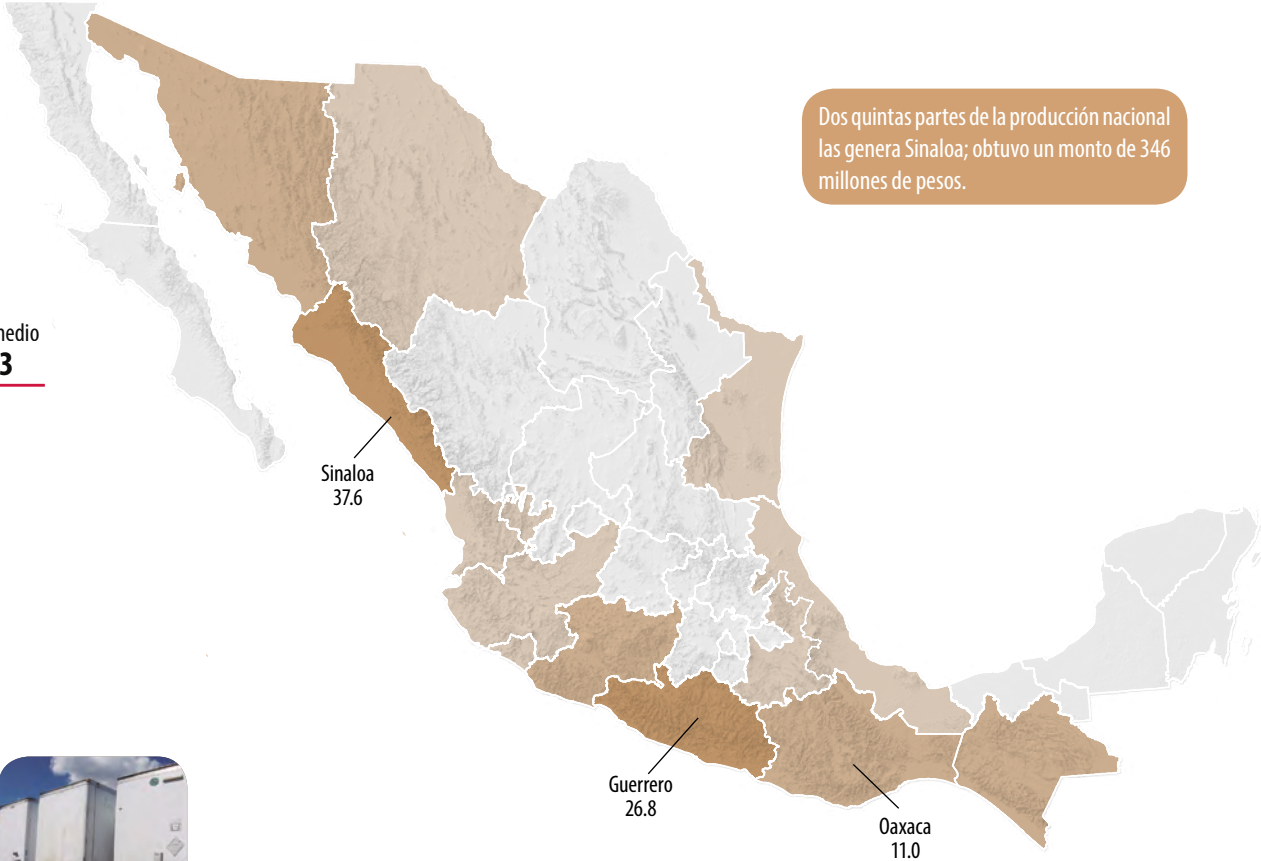 Dos quintas partes de la producción nacional
las genera Sinaloa; obtuvo un monto de 346
millones de pesos.
3
Sinaloa
37.6
Guerrero
26.8
Oaxaca
11.0